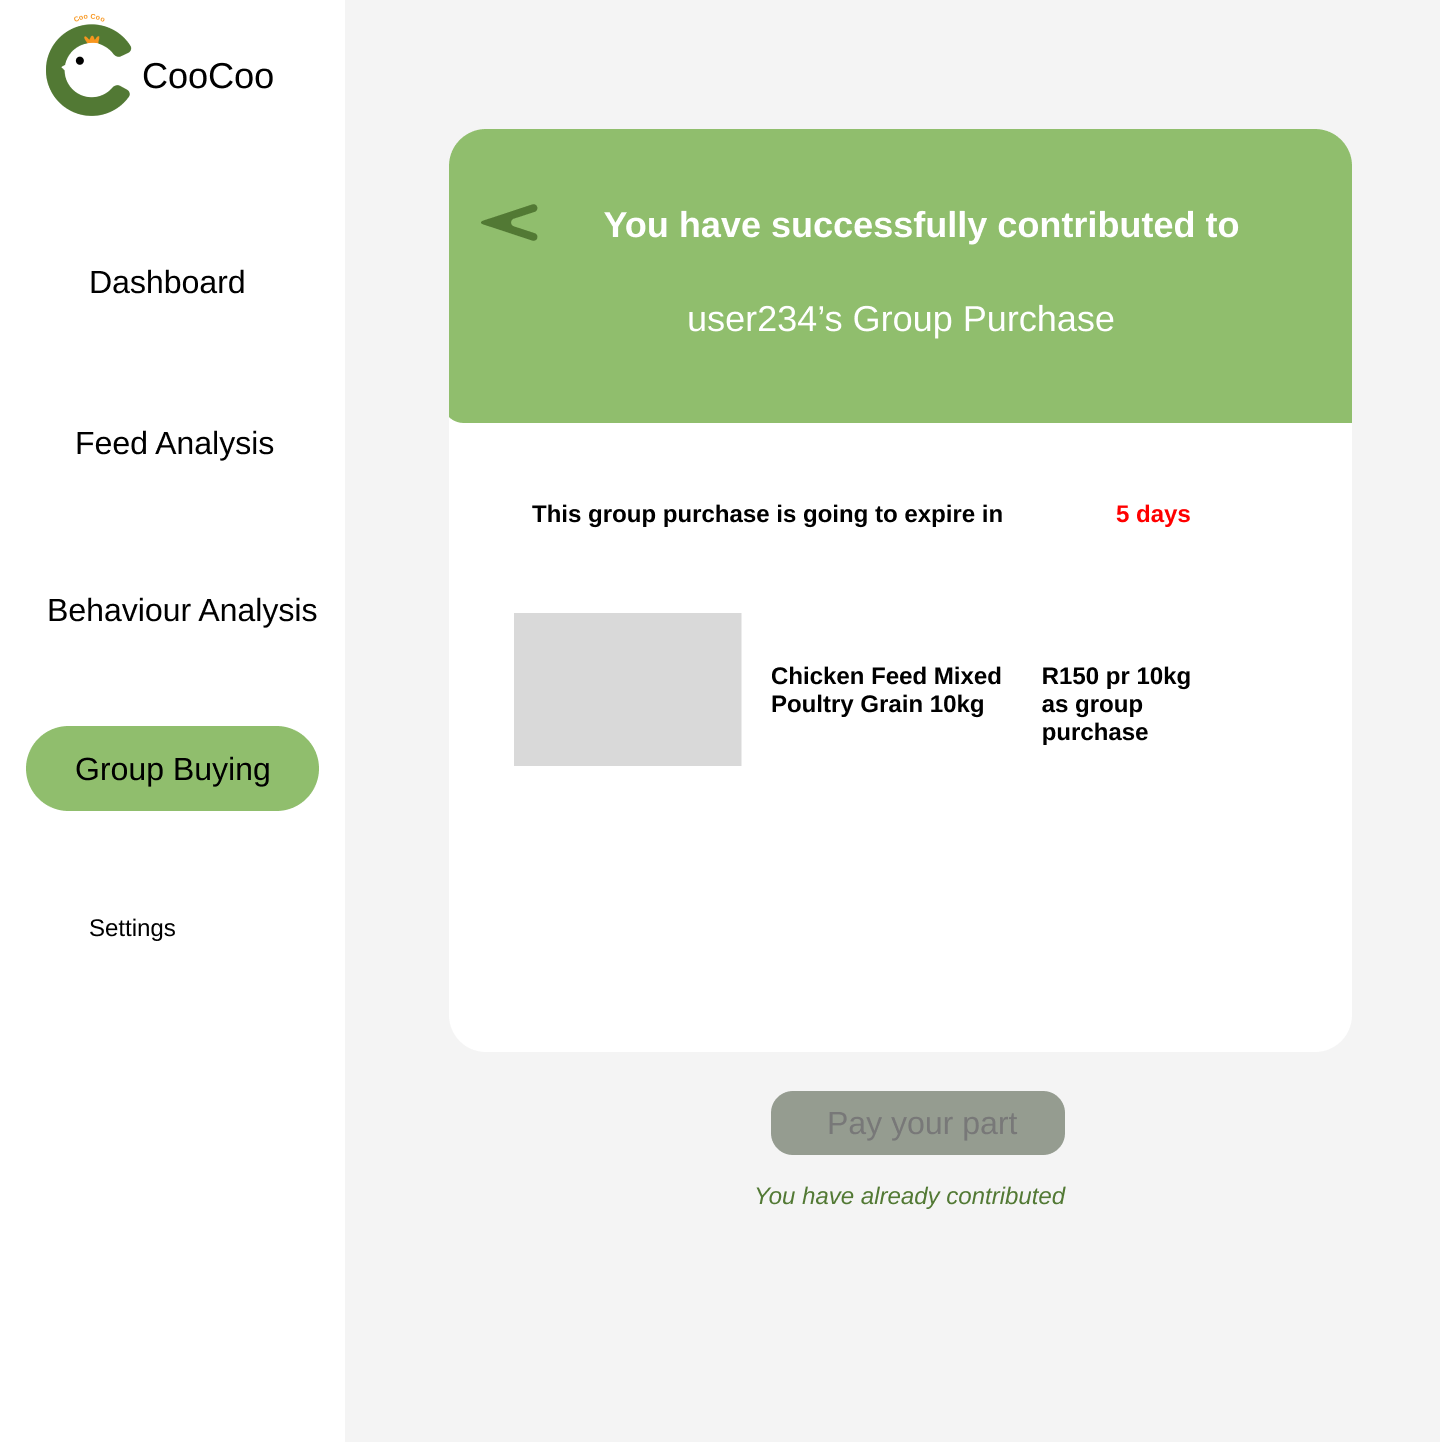 Coo Coo
CooCoo
Dashboard
Feed Analysis
Behaviour Analysis
Group Buying
Settings
You have successfully contributed to
user234’s Group Purchase
This group purchase is going to expire in
5 days
Chicken Feed Mixed
Poultry Grain 10kg
R150 pr 10kg
as group
purchase
Pay your part
You have already contributed